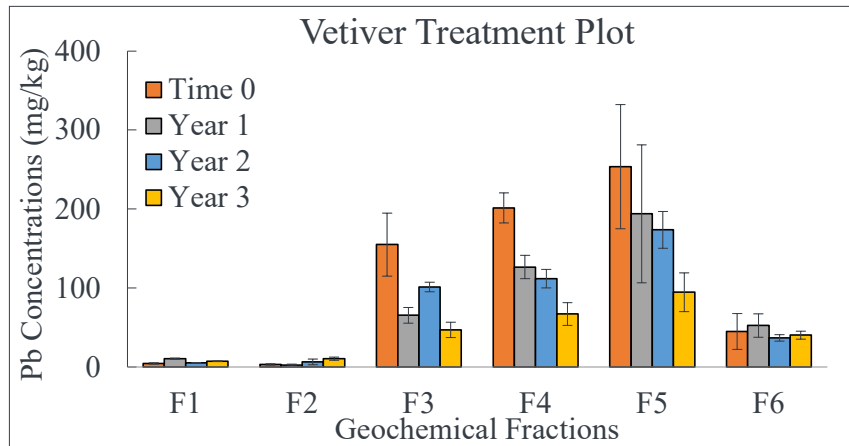 Vetiver Treatment Plot
Pb Concentrations (mg/kg)
400
300
200
100
0
Time 0
Year 1
Year 2
Year 3
F1 F2 F3 F4 F5 F6
Geochemical Fractions